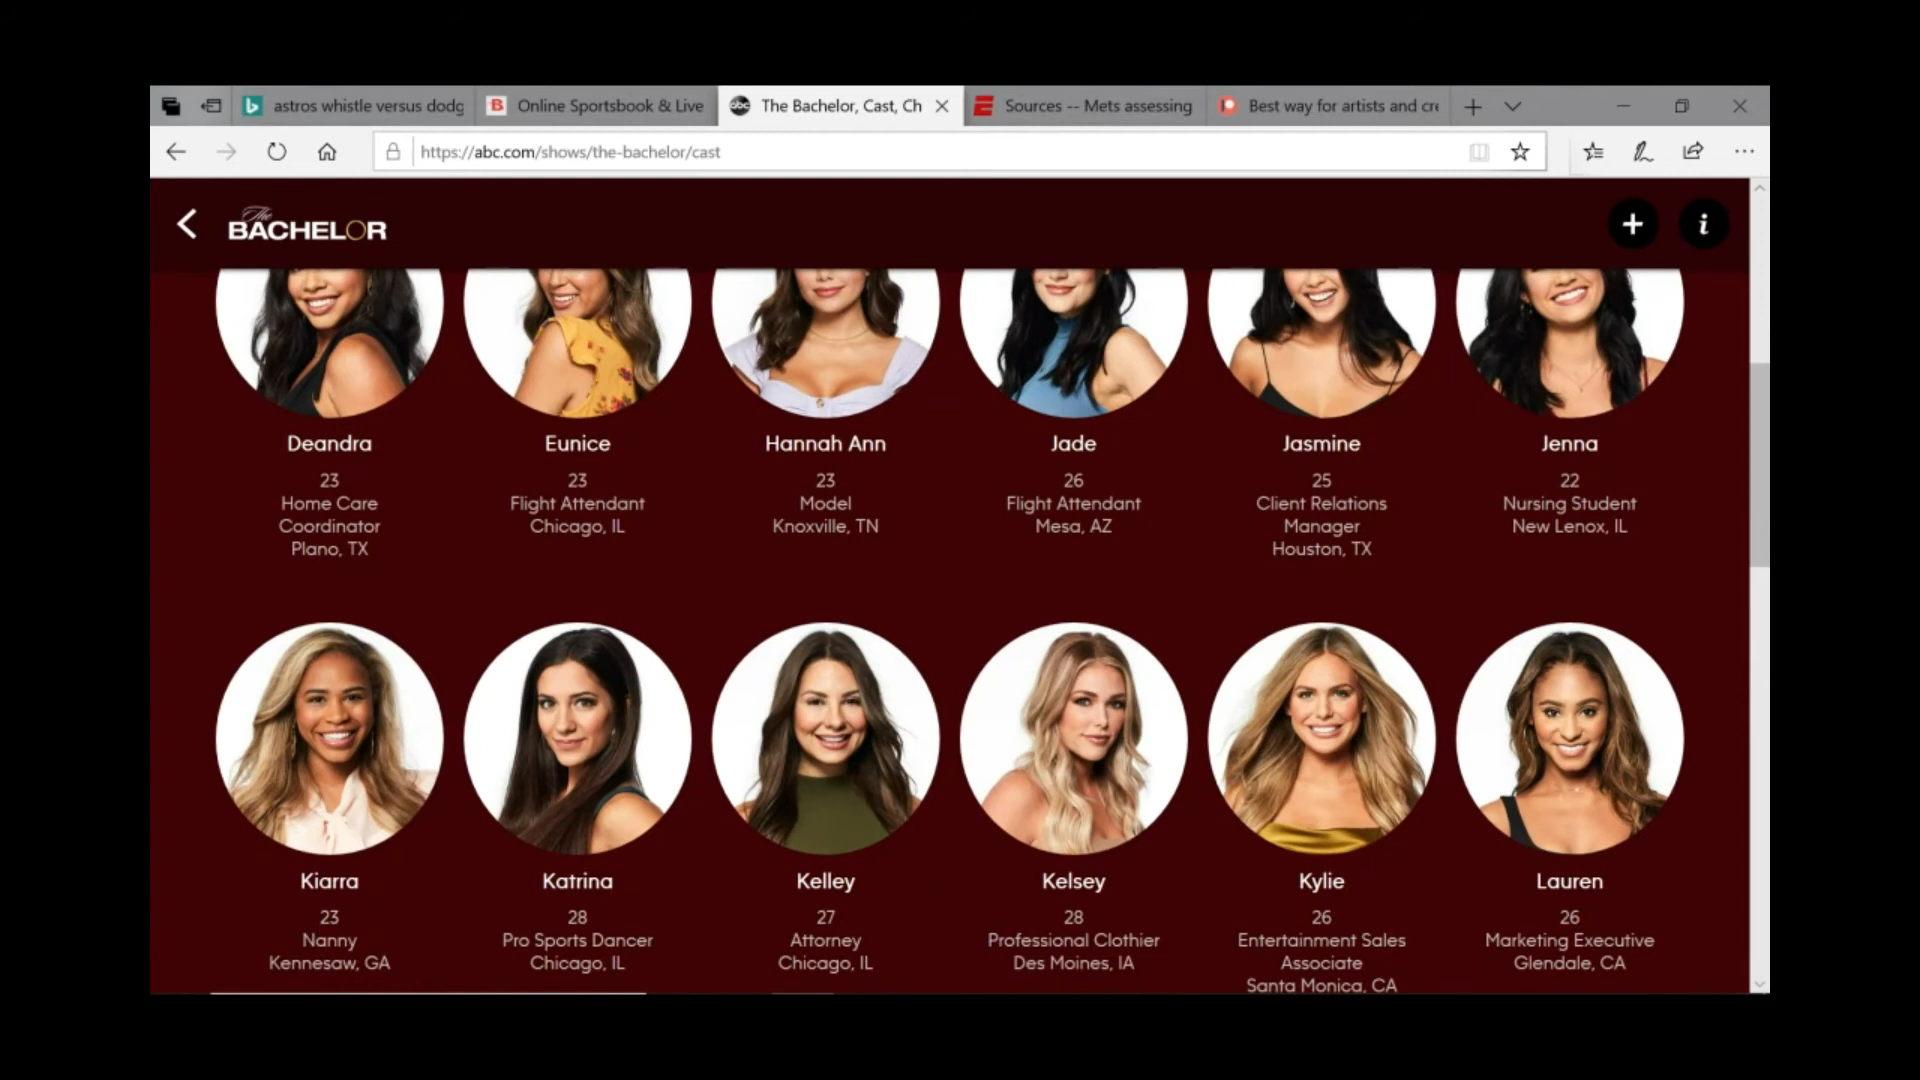 astros whistle versus dodg
Online Sportsbook & Live
The Bachelor, Cast, Ch
Sources -- Mets assessing
Best way for artists and cre
https://abc.com/shows/the-bachelor/cast
The
BACHELOR
Deandra
23
Home Care
Coordinator
Plano, TX
Eunice
23
Flight Attendant
Chicago, IL
Hannah Ann
23
Model
Knoxville, TN
Jade
26
Flight Attendant
Mesa, AZ
Jasmine
25
Client Relations
Manager
Houston, TX
Jenna
22
Nursing Student
New Lenox, IL
Kiarra
23
Nanny
Kennesaw, GA
Katrina
28
Pro Sports Dancer
Chicago, IL
Kelley
27
Attorney
Chicago, IL
Kelsey
28
Professional Clothier
Des Moines, IA
Kylie
26
Entertainment Sales
Associate
Santa Monica, CA
Lauren
26
Marketing Executive
Glendale, CA